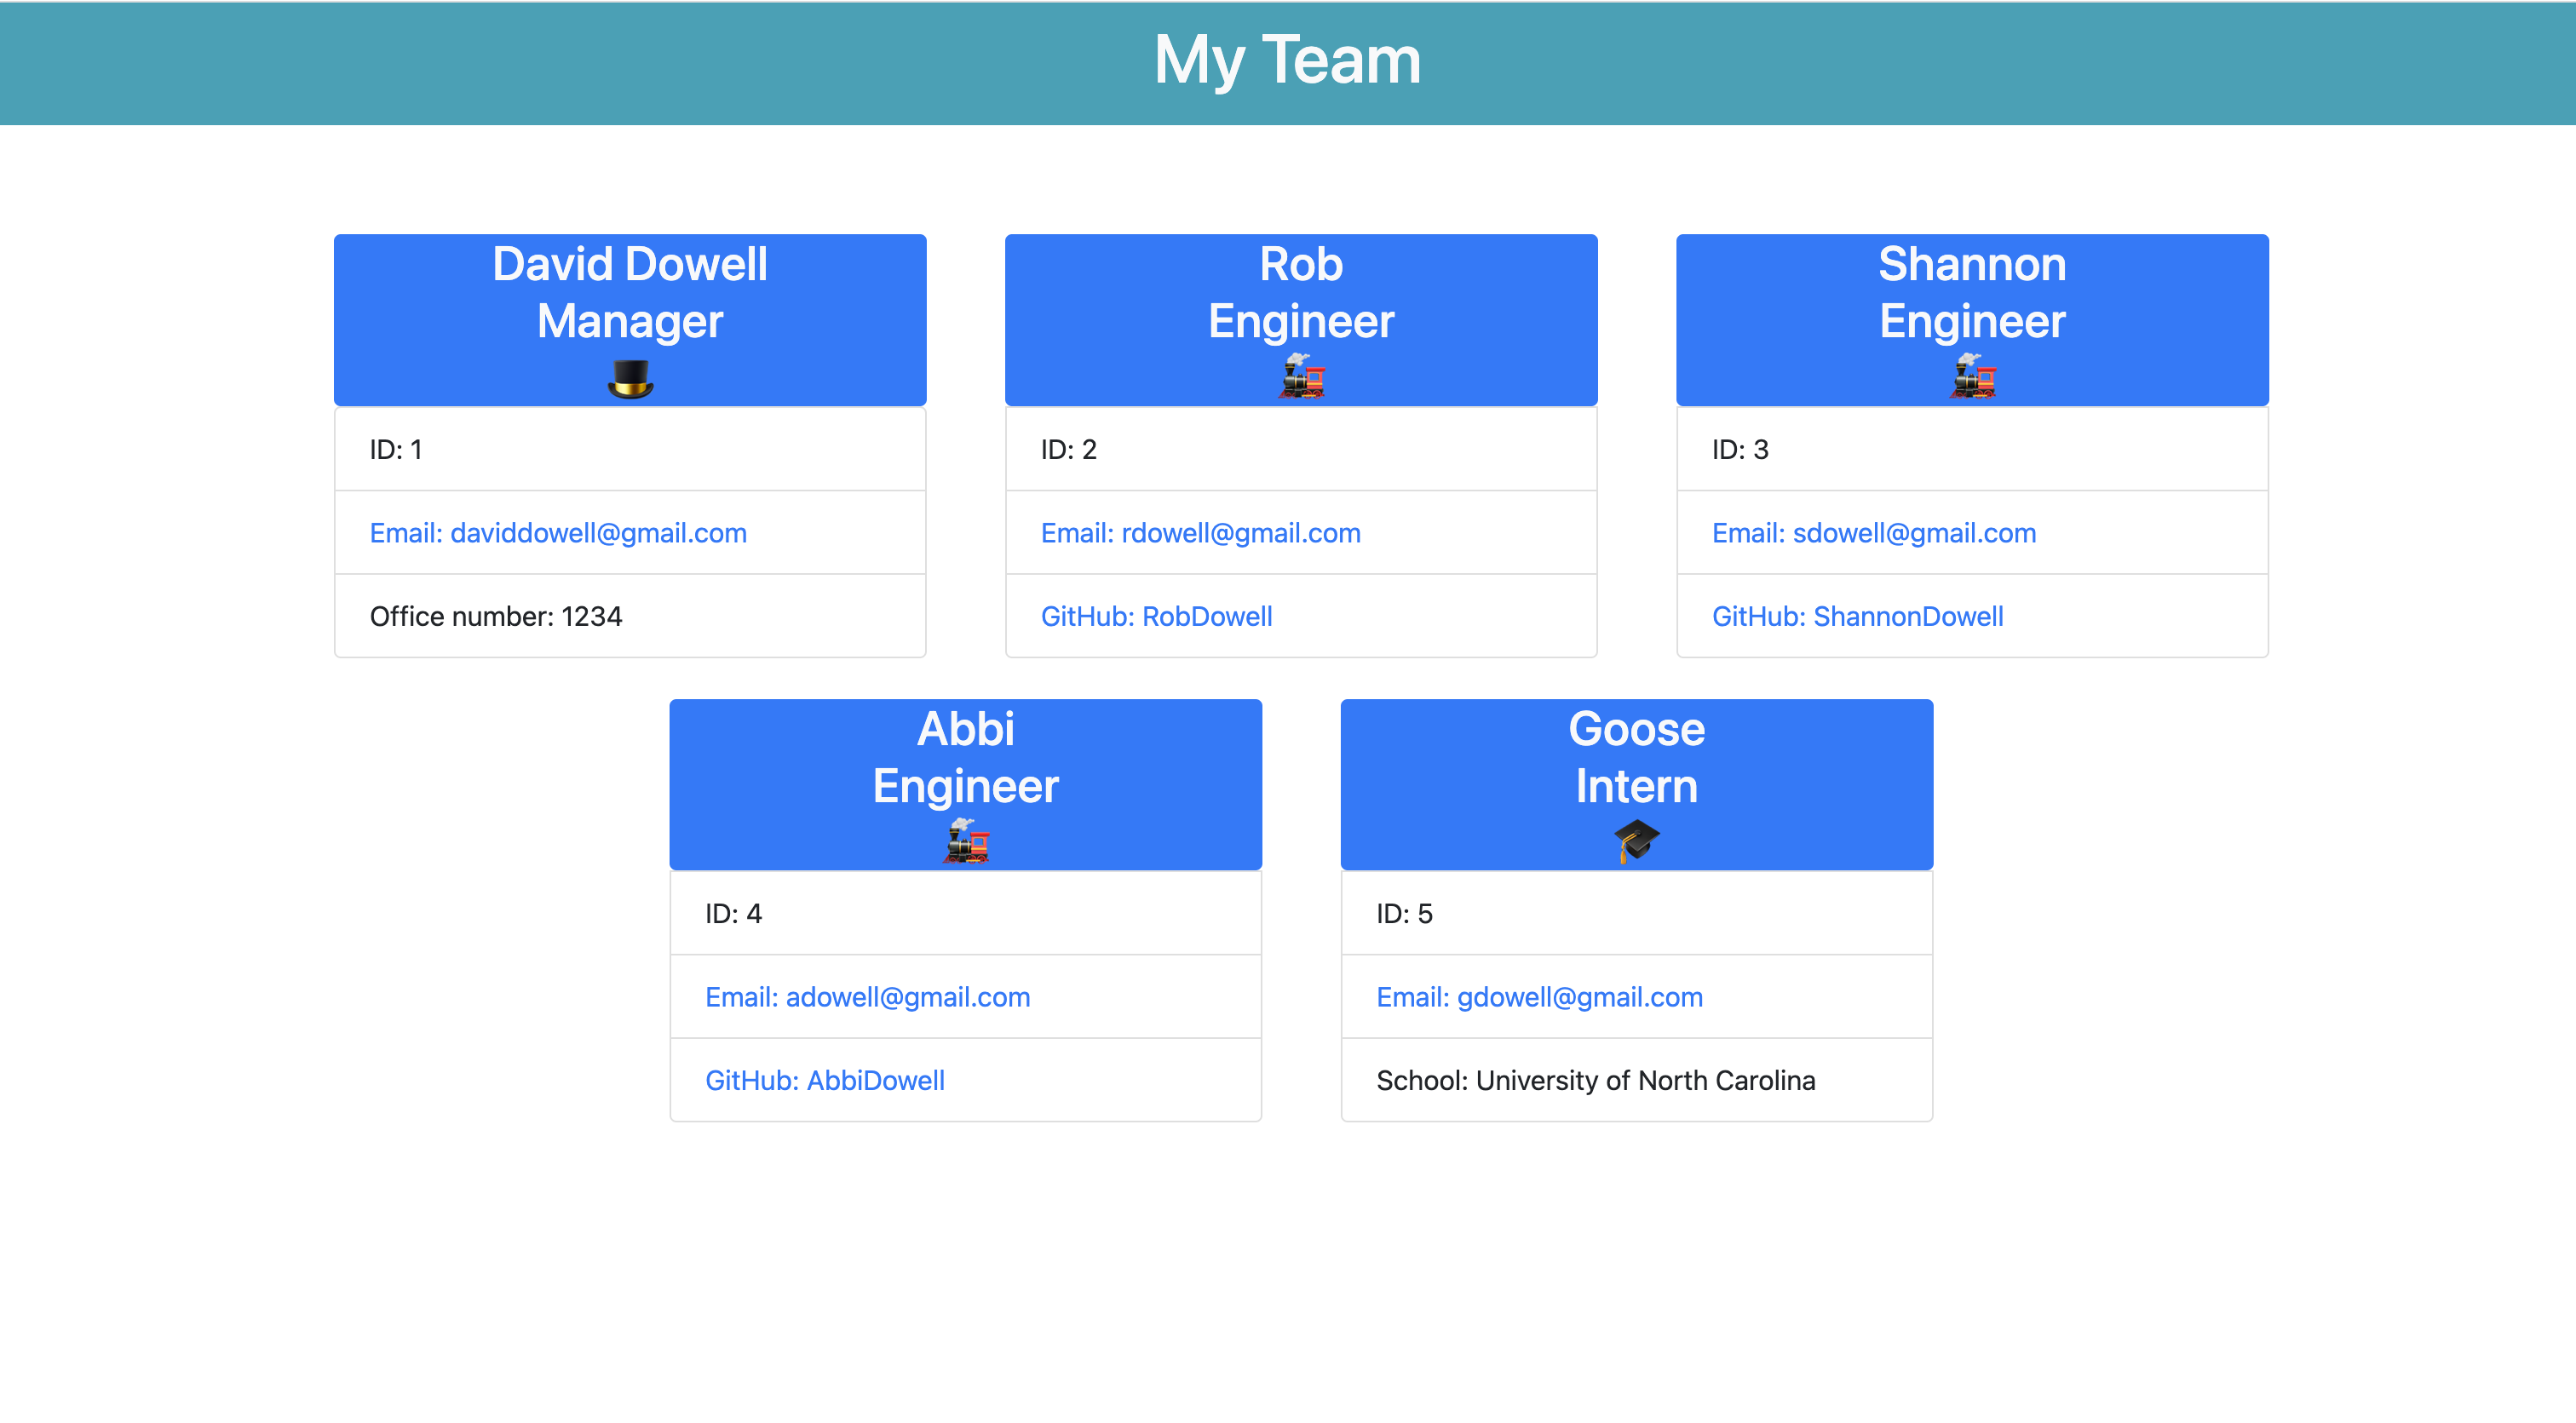 My Team
David Dowell
Manager
ID: 1
Email: daviddowell@gmail.com
Office number: 1234
Rob
Engineer
ID: 2
Email: rdowell@gmail.com
GitHub: RobDowell
Shannon
Engineer
ID: 3
Email: sdowell@gmail.com
GitHub: ShannonDowell
Abbi
Engineer
ID: 4
Email: adowell@gmail.com
GitHub: AbbiDowell
Goose
Intern
ID: 5
Email: gdowell@gmail.com
School: University of North Carolina